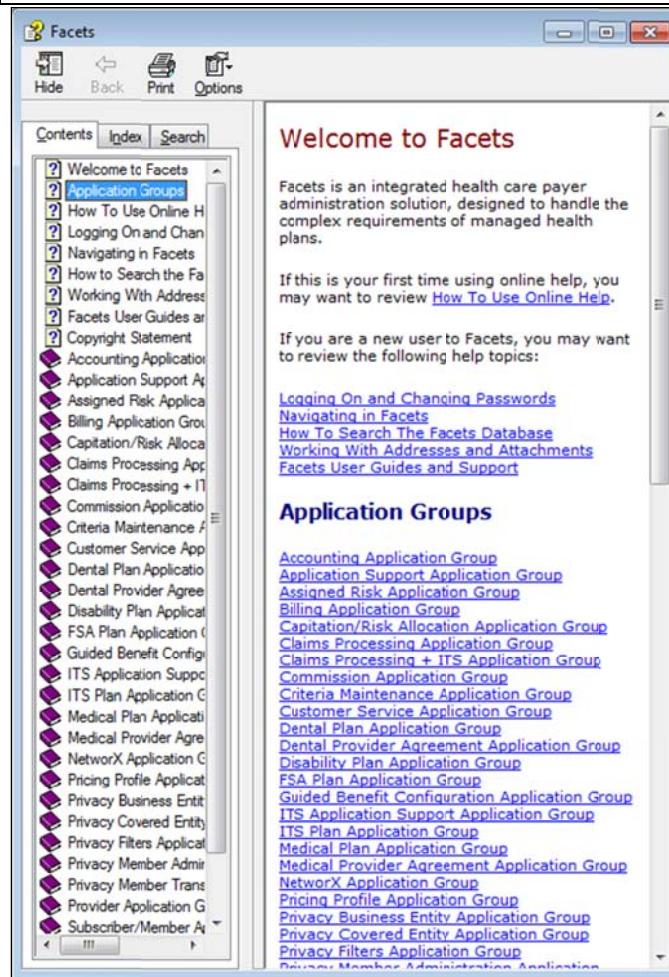 Facets
Hide Back Print Options
Contents Index Search
Welcome to Facets
Application Groups
How To Use Online H
Logging On and Chan
Navigating in Facets
How to Search the Fa
Working With Address
Facets User Guides ar
Copyright Statement
Accounting Application
Application Support Ap
Assigned Risk Applica
Billing Application Grou
Capitation/Risk Alloca
Claims Processing App
Claims Processing + IT
Commission Applicatio
Criteria Maintenance A
Customer Service App
Dental Plan Applicatio
Dental Provider Agree
Disability Plan Applicat
FSA Plan Application (
Guided Benefit Configu
ITS Application Suppo
ITS Plan Application G
Medical Plan Applicati
Medical Provider Agre
NetworX Application G
Pricing Profile Applicat
Privacy Business Entit
Privacy Covered Entity
Privacy Filters Applicat
Privacy Member Admir
Privacy Member Trans
Provider Application G
Subscriber/Member Ap
Welcome to Facets
Facets is an integrated health care payer
administration solution, designed to handle the
complex requirements of managed health
plans.
If this is your first time using online help, you
may want to review How To Use Online Help.
If you are a new user to Facets, you may want
to review the following help topics:
Logging On and Changing Passwords
Navigating in Facets
How To Search The Facets Database
Working With Addresses and Attachments
Facets User Guides and Support
Application Groups
Accounting Application Group
Application Support Application Group
Assigned Risk Application Group
Billing Application Group
Capitation/Risk Allocation Application Group
Claims Processing Application Group
Claims Processing + ITS Application Group
Commission Application Group
Criteria Maintenance Application Group
Customer Service Application Group
Dental Plan Application Group
Dental Provider Agreement Application Group
Disability Plan Application Group
FSA Plan Application Group
Guided Benefit Configuration Application Group
ITS Application Support Application Group
ITS Plan Application Group
Medical Plan Application Group
Medical Provider Agreement Application Group
NetworX Application Group
Pricing Profile Application Group
Privacy Business Entity Application Group
Privacy Covered Entity Application Group
Privacy Filters Application Group
Privacy Member Administration Application